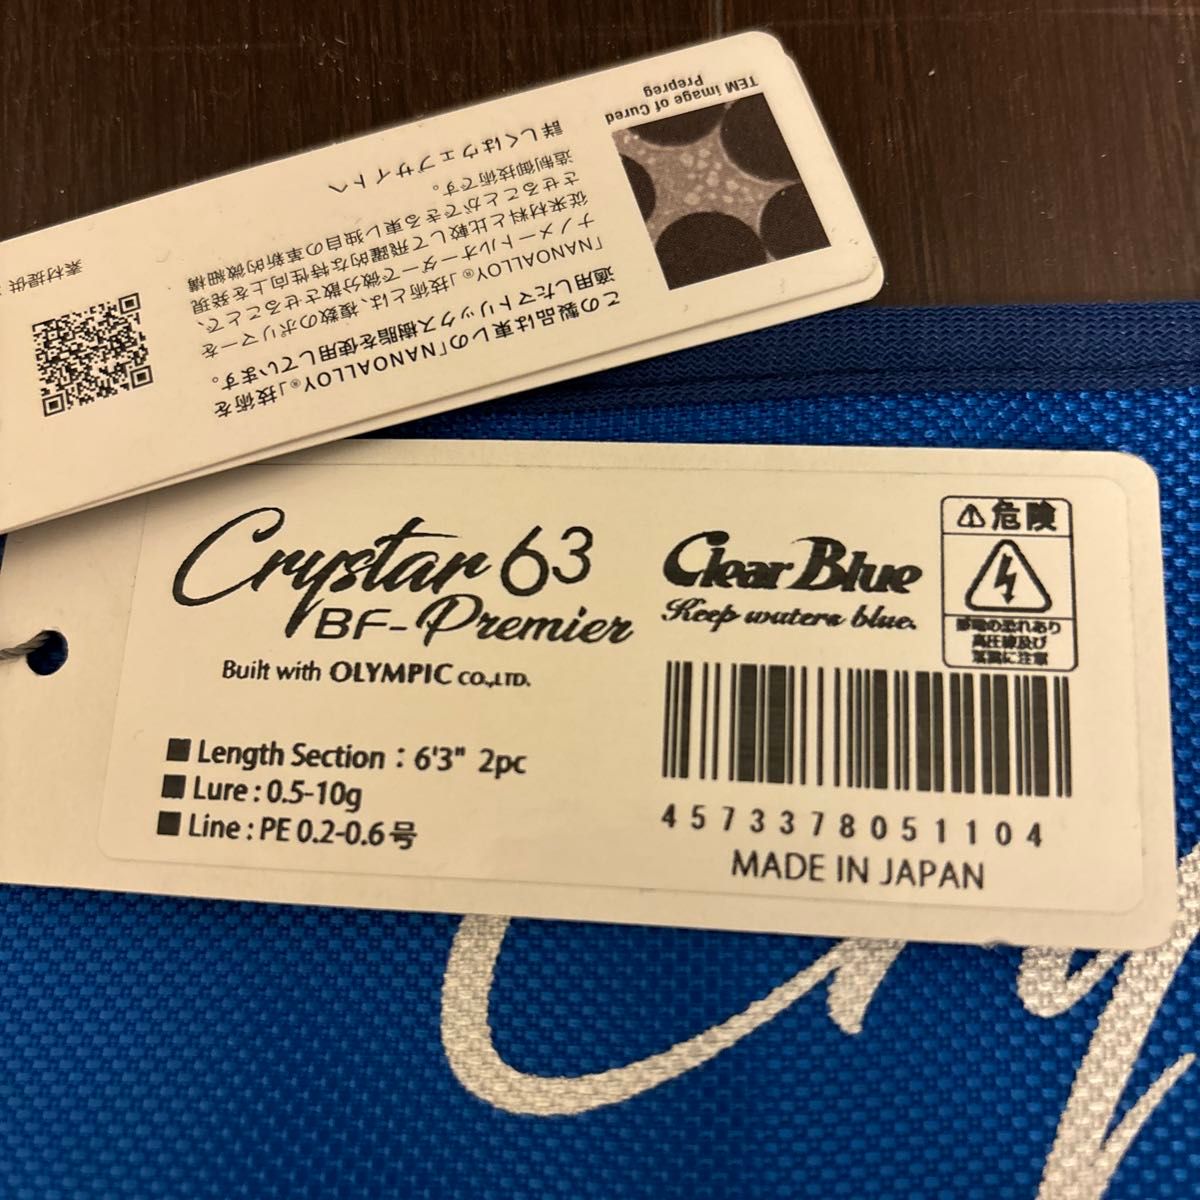 TEM image of Cured
Prepreg
この製品は東レの「NANOALLOY®」技術を
適用したマトリックス樹脂を使用しています。
「NANOALLOY®」技術とは、複数のポリマーを
ナノメートルオーダーで微分散させることで、
従来材料と比較して飛躍的な特性向上を発現
させることができる東レ独自の革新的微細構
造制御技術です。
詳しくはウェブサイトへ
素材提供
Crystar 63
BF-Premier
Built with OLYMPIC CO.,LTD.
Length Section : 6'3" 2pc
Lure : 0.5-10g
Line : PE 0.2-0.6号
Clear Blue
Keep waters blue.
⚠危険
感電の恐れあり
高圧線及び
落雷に注意
4573378051104
MADE IN JAPAN